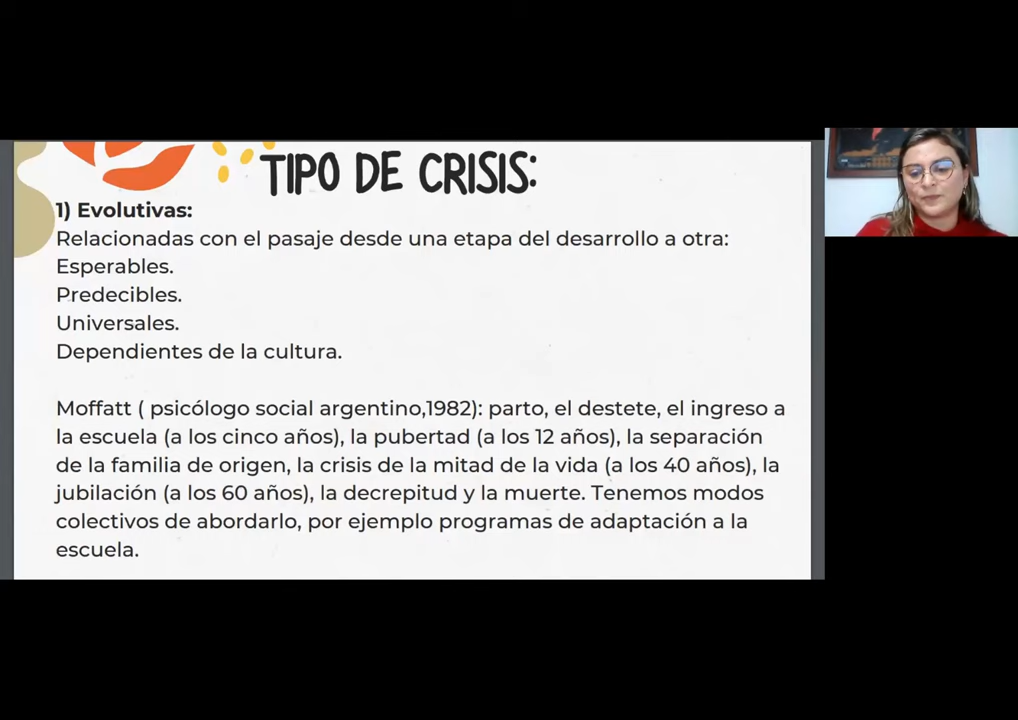 TIPO DE CRISIS:
1) Evolutivas:
Relacionadas con el pasaje desde una etapa del desarrollo a otra:
Esperables.
Predecibles.
Universales.
Dependientes de la cultura.
Moffatt ( psicólogo social argentino,1982): parto, el destete, el ingreso a
la escuela (a los cinco años), la pubertad (a los 12 años), la separación
de la familia de origen, la crisis de la mitad de la vida (a los 40 años), la
jubilación (a los 60 años), la decrepitud y la muerte. Tenemos modos
colectivos de abordarlo, por ejemplo programas de adaptación a la
escuela.